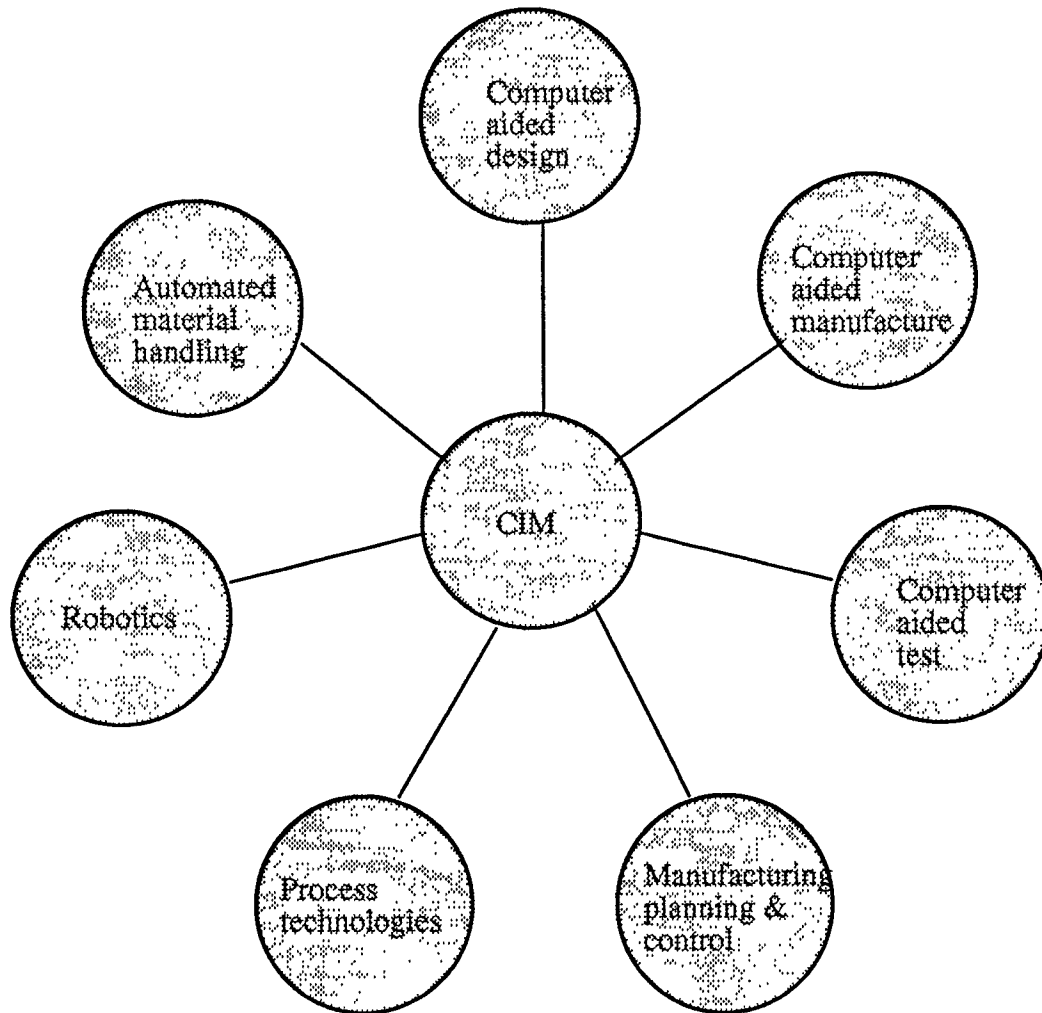 Computer
aided
design
Computer
aided
manufacture
Automated
material
handling
CIM
Computer
aided
test
Robotics
Process
technologies
Manufacturing
planning &
control